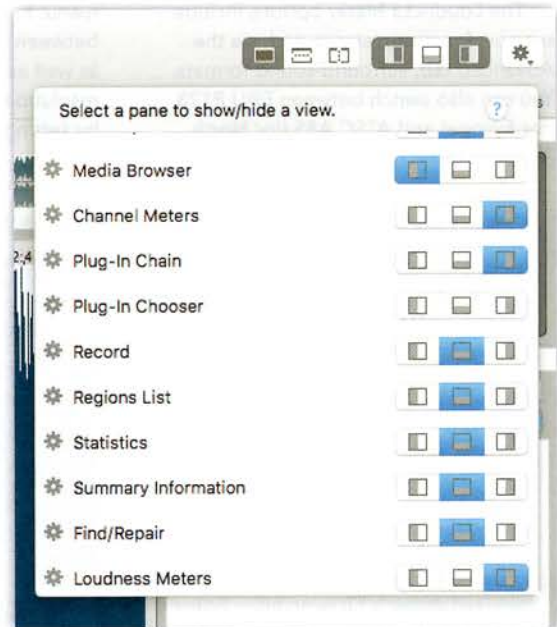 Select a pane to show/hide a view.
?
Media Browser
Channel Meters
Plug-In Chain
Plug-In Chooser
Record
Regions List
Statistics
Summary Information
Find/Repair
Loudness Meters